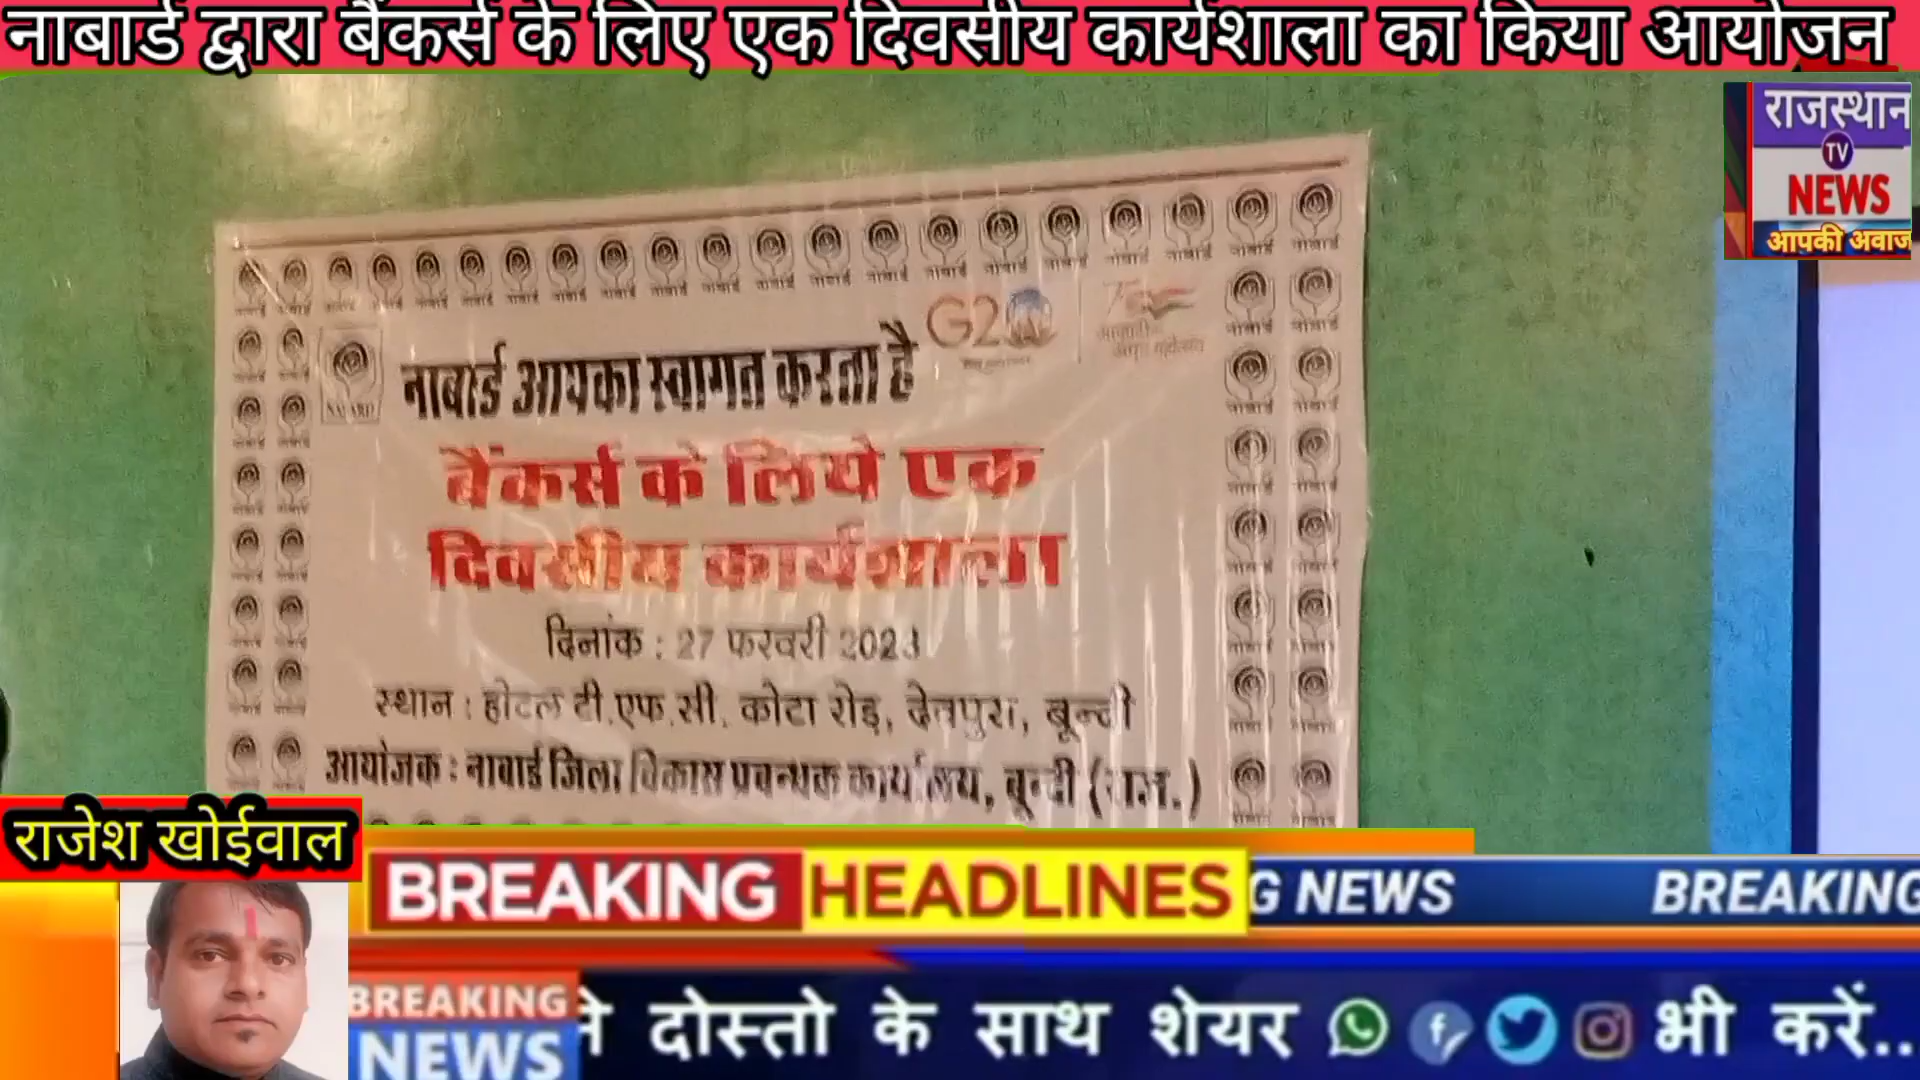 नाबार्ड द्वारा बैंकर्स के लिए एक दिवसीय कार्यशाला का किया आयोजन
राजस्थान
TV
NEWS
आपकी अवाज
G20
नाबार्ड आपका स्वागत करता है
NABARD
बैंकर्स के लिये एक
दिवसीय कार्यशाला
दिनांक : 27 फरवरी 2023
स्थान : होटल टी.एफ.सी. कोटा रोड़, देवपुरा, बून्दी
आयोजक : नाबार्ड जिला विकास प्रबन्धक कार्यालय, बून्दी (राज.)
राजेश खोईवाल
BREAKING HEADLINES G NEWS BREAKING
BREAKING
NEWS
ने दोस्तो के साथ शेयर भी करें..